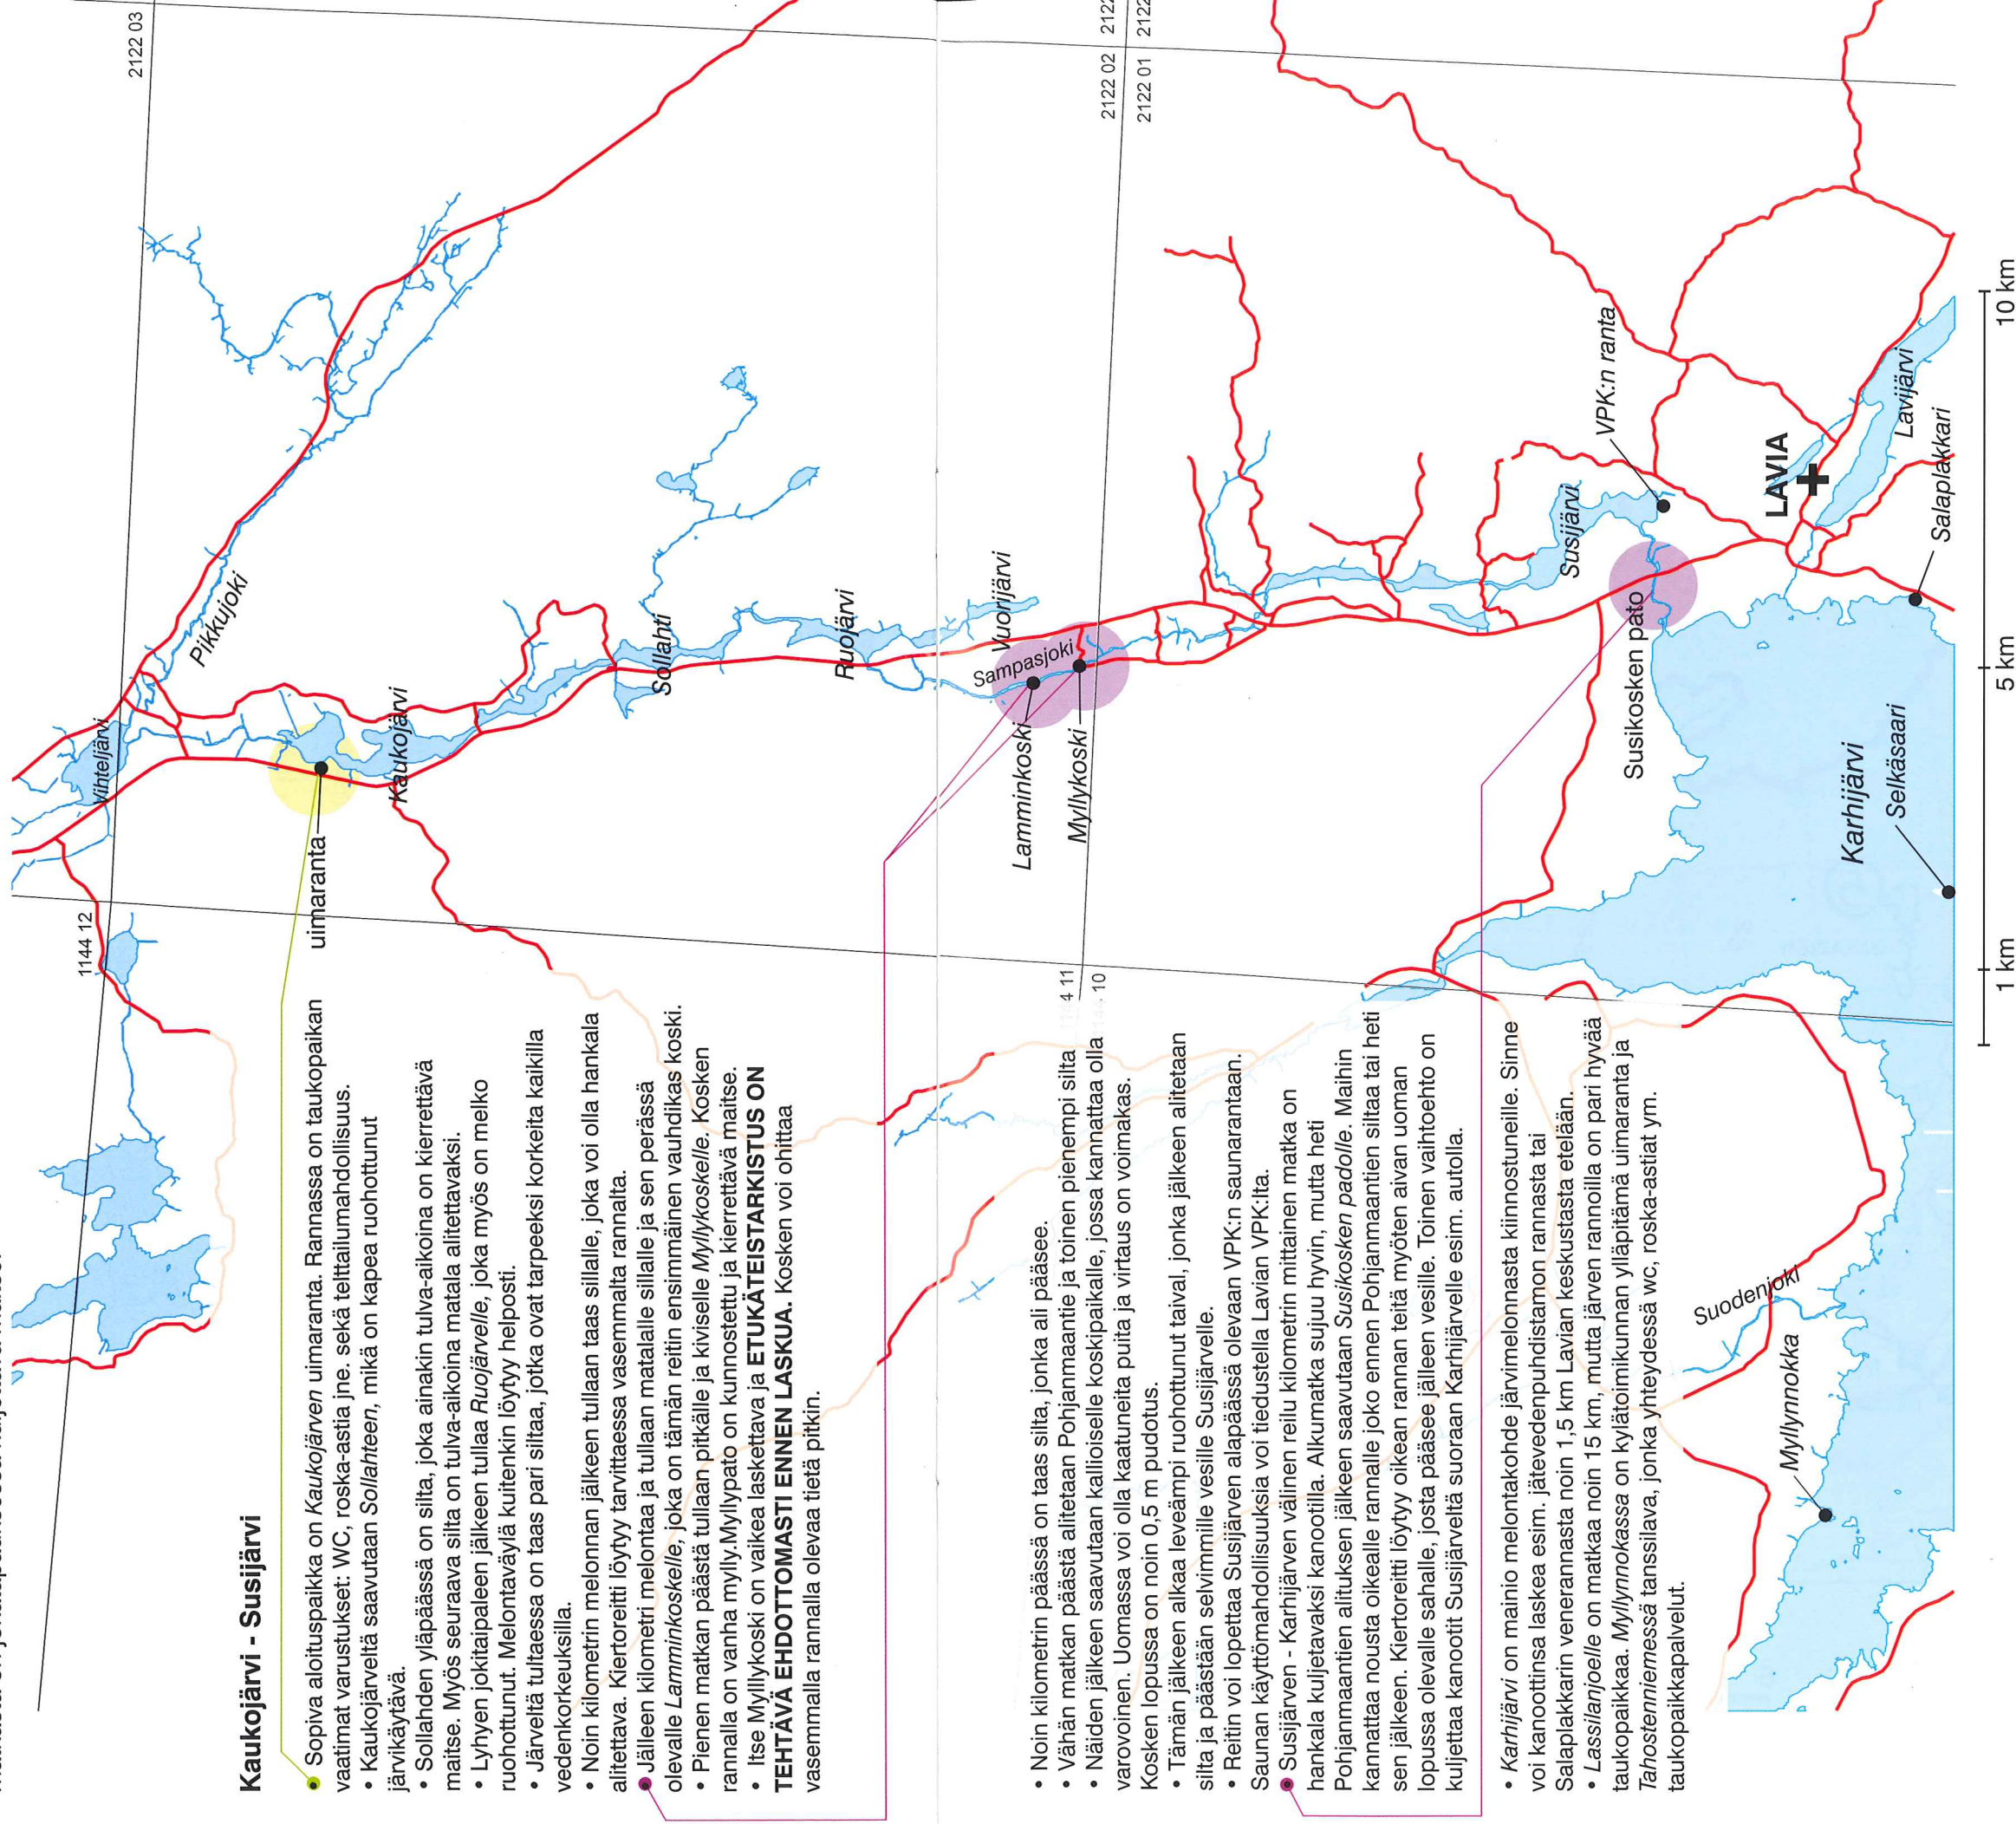 Kaukojärvi - Susijärvi
• Sopiva aloituspaikka on Kaukojärven uimaranta. Rannassa on taukopaikan
vaatimat varustukset: WC, roska-astia jne. sekä telttailumahdollisuus.
• Kaukojärveltä saavutaan Sollahteen, mikä on kapea ruohottunut
järvikäytävä.
• Sollahden yläpäässä on silta, joka ainakin tulva-aikoina on kierrettävä
maitse. Myös seuraava silta on tulva-aikoina matala alitettavaksi.
• Lyhyen jokitaipaleen jälkeen tullaa Ruojärvelle, joka myös on melko
ruohottunut. Melontaväylä kuitenkin löytyy helposti.
• Järveltä tultaessa on taas pari siltaa, jotka ovat tarpeeksi korkeita kaikilla
vedenkorkeuksilla.
• Noin kilometrin melonnan jälkeen tullaan taas sillalle, joka voi olla hankala
alitettava. Kiertoreitti löytyy tarvittaessa vasemmalta rannalta.
• Jälleen kilometri melontaa ja tullaan matalalle sillalle ja sen perässä
olevalle Lamminkoskelle, joka on tämän reitin ensimmäinen vauhdikas koski.
• Pienen matkan päästä tullaan pitkälle ja kiviselle Myllykoskelle. Kosken
rannalla on vanha mylly.Myllypato on kunnostettu ja kierrettävä maitse.
• Itse Myllykoski on vaikea laskettava ja ETUKÄTEISTARKISTUS ON
TEHTÄVÄ EHDOTTOMASTI ENNEN LASKUA. Kosken voi ohittaa
vasemmalla rannalla olevaa tietä pitkin.
• Noin kilometrin päässä on taas silta, jonka ali pääsee.
• Vähän matkan päästä alitetaan Pohjanmaantie ja toinen pienempi silta
• Näiden jälkeen saavutaan kallioiselle koskipaikalle, jossa kannattaa olla
varovoinen. Uomassa voi olla kaatuneita puita ja virtaus on voimakas.
Kosken lopussa on noin 0,5 m pudotus.
• Tämän jälkeen alkaa leveämpi ruohottunut taival, jonka jälkeen alitetaan
silta ja päästään selvimmille vesille Susijärvelle.
• Reitin voi lopettaa Susijärven alapäässä olevaan VPK:n saunarantaan.
Saunan käyttömahdollisuuksia voi tiedustella Lavian VPK:lta.
• Susijärven - Karhijärven välinen reilu kilometrin mittainen matka on
hankala kuljetavaksi kanootilla. Alkumatka sujuu hyvin, mutta heti
Pohjanmaantien alituksen jälkeen saavutaan Susikosken padolle. Maihin
kannattaa nousta oikealle rannalle joko ennen Pohjanmaantien siltaa tai heti
sen jälkeen. Kiertoreitti löytyy oikean rannan teitä myöten aivan uoman
lopussa olevalle sahalle, josta pääsee jälleen vesille. Toinen vaihtoehto on
kuljettaa kanootit Susijärveltä suoraan Karhijärvelle esim. autolla.
• Karhijärvi on mainio melontakohde järvimelonnasta kiinnostuneille. Sinne
voi kanoottinsa laskea esim. jätevedenpuhdistamon rannasta tai
Salaplakkarin venerannasta noin 1,5 km Lavian keskustasta etelään.
• Lassilanjoelle on matkaa noin 15 km, mutta järven rannoilla on pari hyvää
taukopaikkaa. Myllynnokassa on kylätoimikunnan ylläpitämä uimaranta ja
Tahostenniemessä tanssilava, jonka yhteydessä wc, roska-astiat ym.
taukopaikkapalvelut.
1144 12
2122 03
Vihteljärvi
Pikkujoki
uimaranta
Kaukojärvi
Sollahti
Ruojärvi
Vuorijärvi
Sampasjoki
Lamminkoski
Myllykoski
1144 11
1144 10
2122 02
2122 01
2122
2122
Susijärvi
VPK:n ranta
Susikosken pato
LAVIA
Lavijärvi
Salaplakkari
Karhijärvi
Selkäsaari
Suodenjoki
Myllynnokka
1 km
5 km
10 km